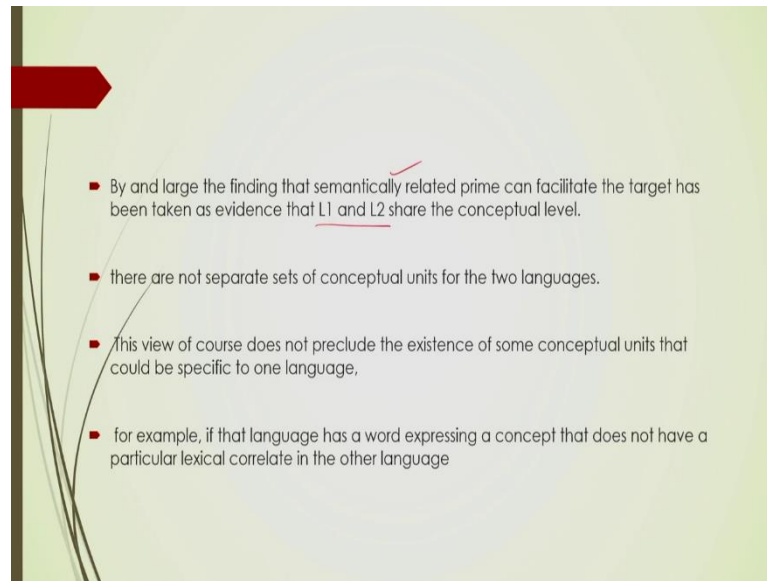 By and large the finding that semantically related prime can facilitate the target has
been taken as evidence that L1 and L2 share the conceptual level.
there are not separate sets of conceptual units for the two languages.
This view of course does not preclude the existence of some conceptual units that
could be specific to one language,
for example, if that language has a word expressing a concept that does not have a
particular lexical correlate in the other language